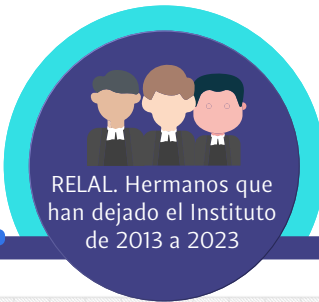 RELAL. Hermanos que
han dejado el Instituto
de 2013 a 2023